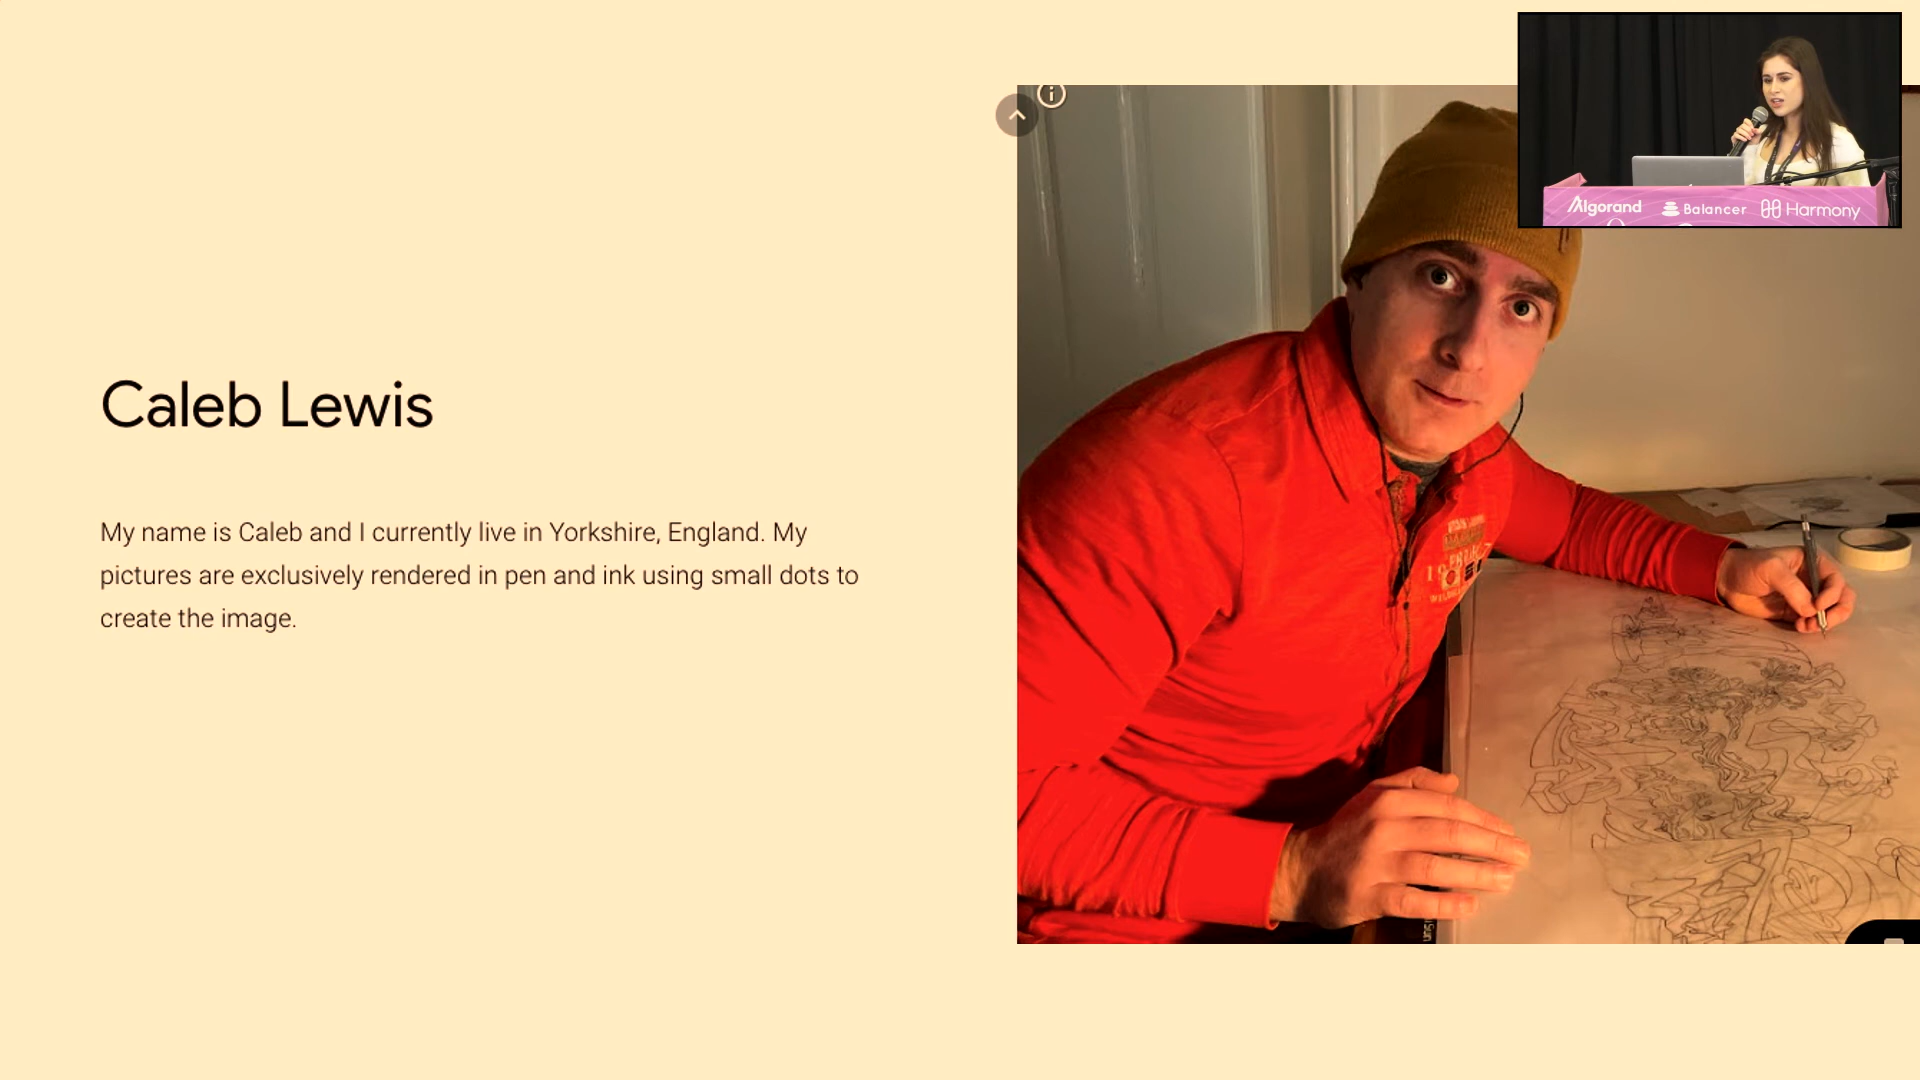 Caleb Lewis
My name is Caleb and I currently live in Yorkshire, England. My
pictures are exclusively rendered in pen and ink using small dots to
create the image.
Algorand Balancer Harmony